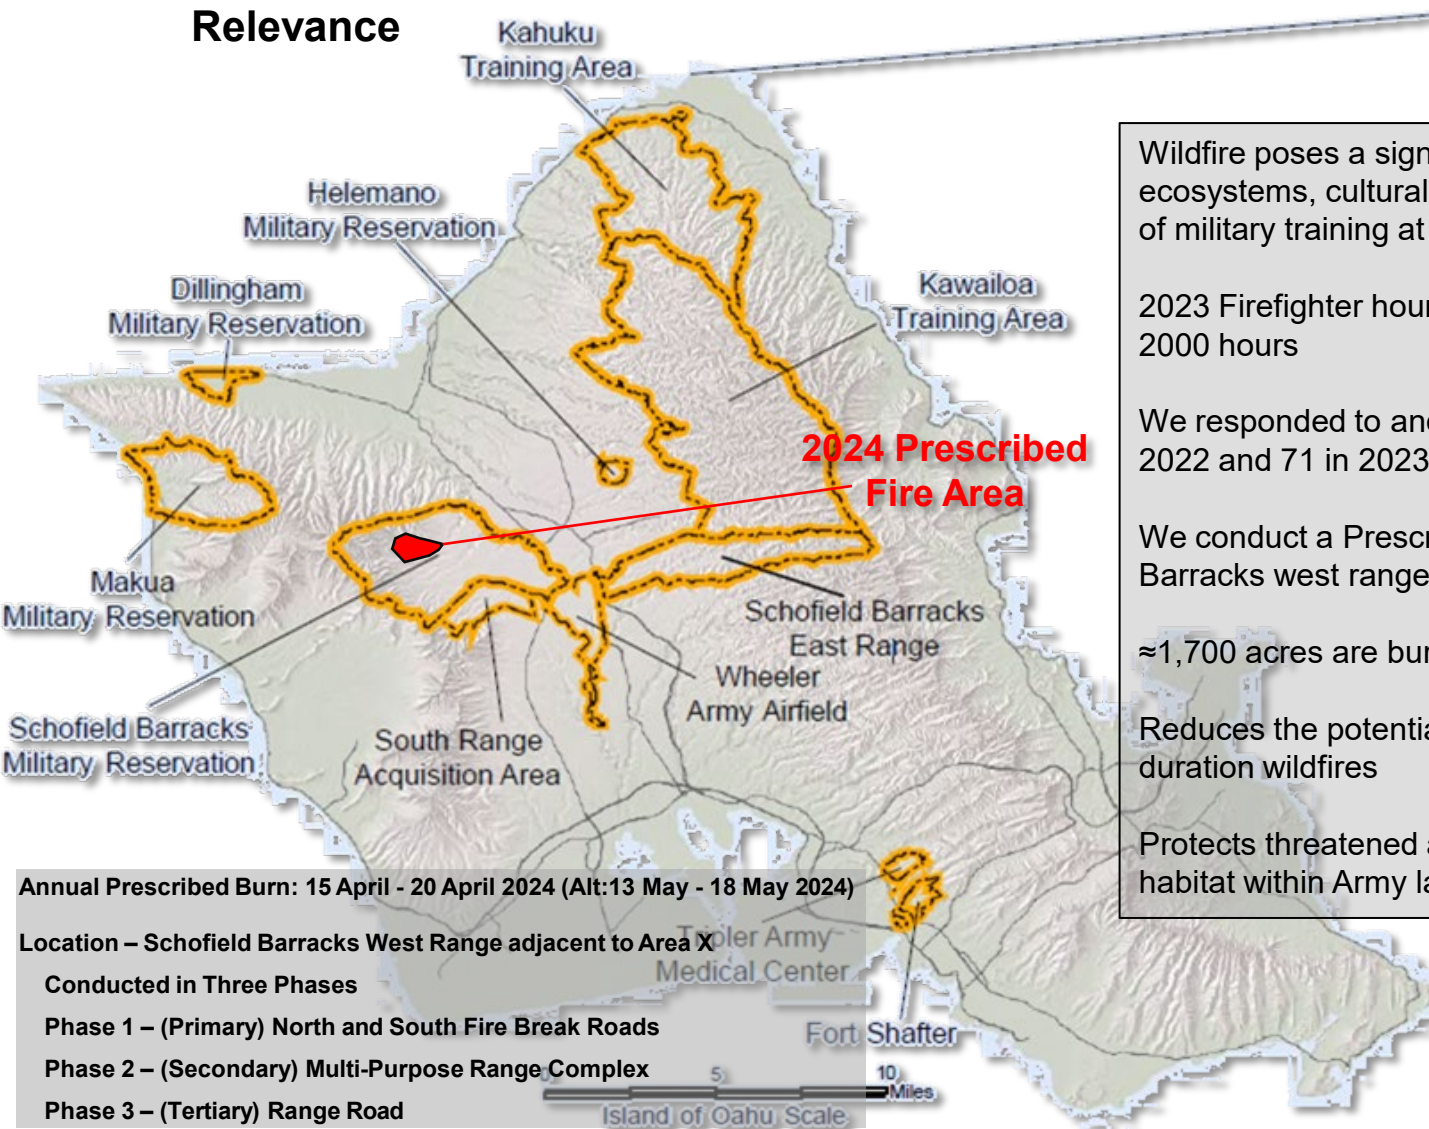 Relevance
Kahuku
Training Area
Helemano
Military Reservation
Dillingham
Military Reservation
Kawailoa
Training Area
2024 Prescribed
Fire Area
Makua
Military Reservation
Schofield Barracks
East Range
Wheeler
Army Airfield
Schofield Barracks
Military Reservation
South Range
Acquisition Area
Wildfire poses a sign
ecosystems, cultural
of military training at
2023 Firefighter hour
2000 hours
We responded to and
2022 and 71 in 2023
We conduct a Prescr
Barracks west range
≈1,700 acres are bur
Reduces the potentia
duration wildfires
Protects threatened a
habitat within Army la
Annual Prescribed Burn: 15 April - 20 April 2024 (Alt:13 May - 18 May 2024)
Location – Schofield Barracks West Range adjacent to Area X
Conducted in Three Phases
Phase 1 – (Primary) North and South Fire Break Roads
Phase 2 – (Secondary) Multi-Purpose Range Complex
Phase 3 – (Tertiary) Range Road
Tripler Army
Medical Center
Fort Shafter
0 5 10
Miles
Island of Oahu Scale